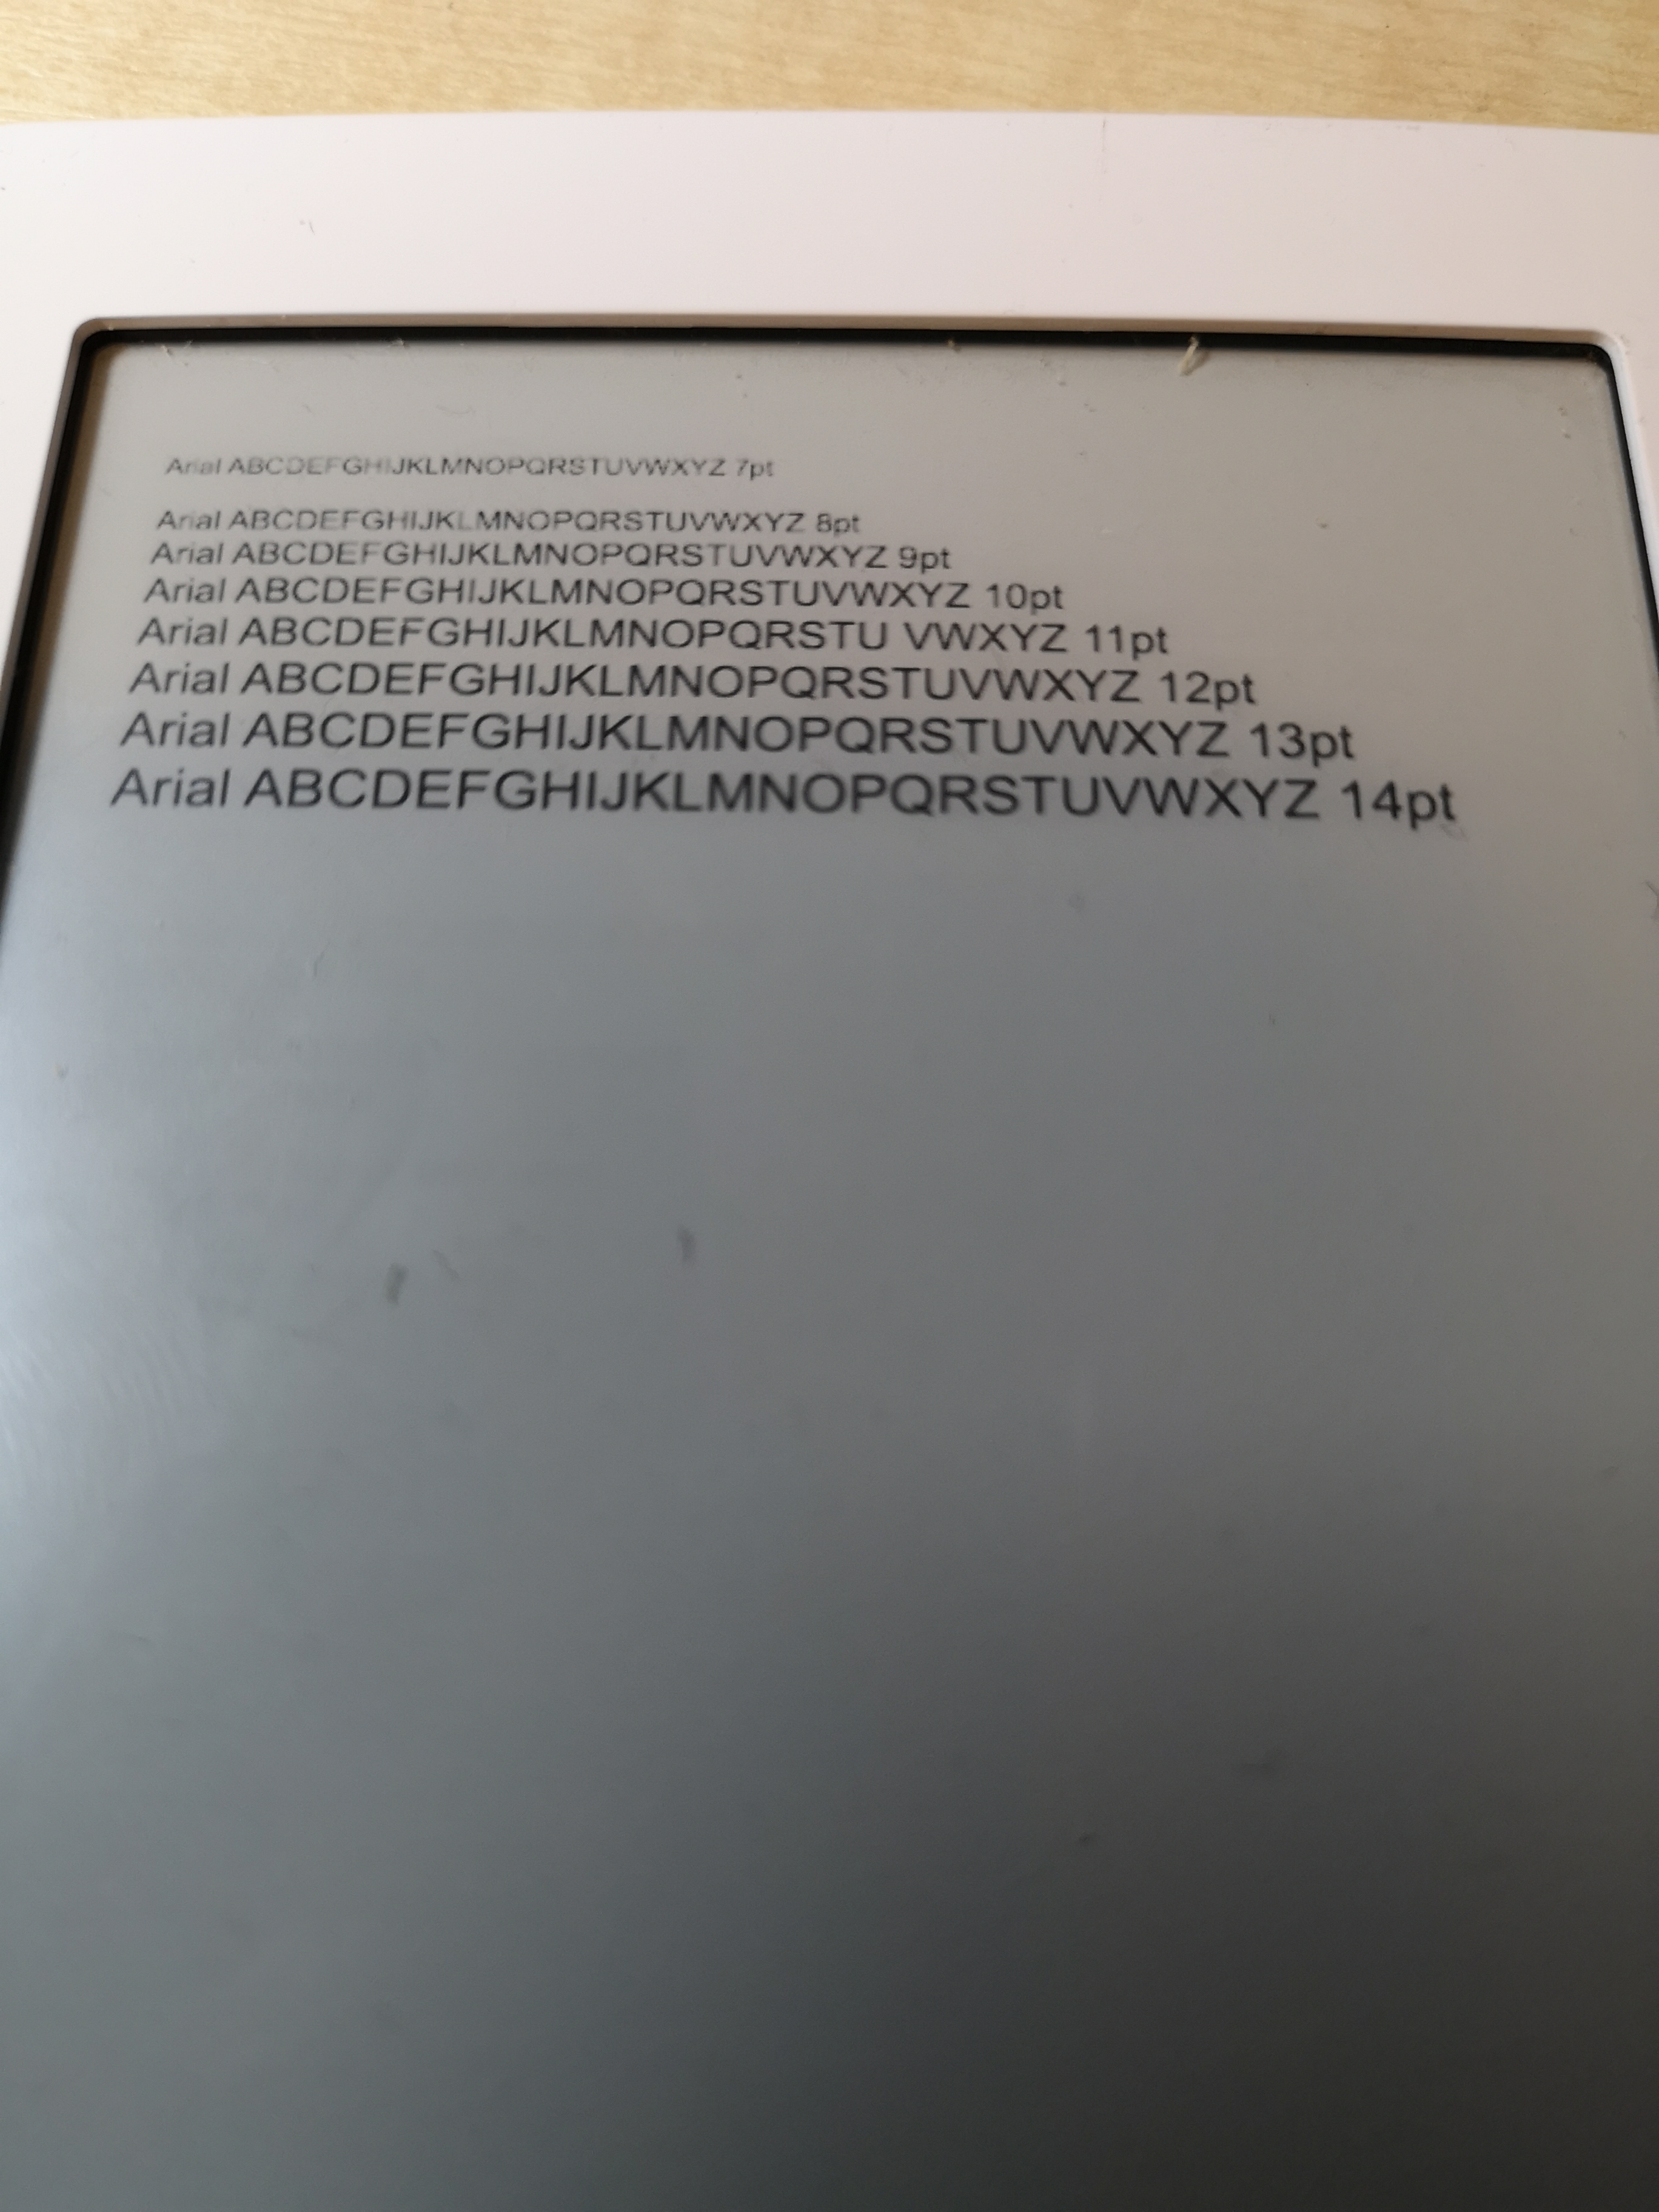 Arial ABCDEFGHIJKLMNOPQRSTUVWXYZ 7pt
Arial ABCDEFGHIJKLMNOPQRSTUVWXYZ 8pt
Arial ABCDEFGHIJKLMNOPQRSTUVWXYZ 9pt
Arial ABCDEFGHIJKLMNOPQRSTUVWXYZ 10pt
Arial ABCDEFGHIJKLMNOPQRSTU VWXYZ 11pt
Arial ABCDEFGHIJKLMNOPQRSTUVWXYZ 12pt
Arial ABCDEFGHIJKLMNOPQRSTUVWXYZ 13pt
Arial ABCDEFGHIJKLMNOPQRSTUVWXYZ 14pt